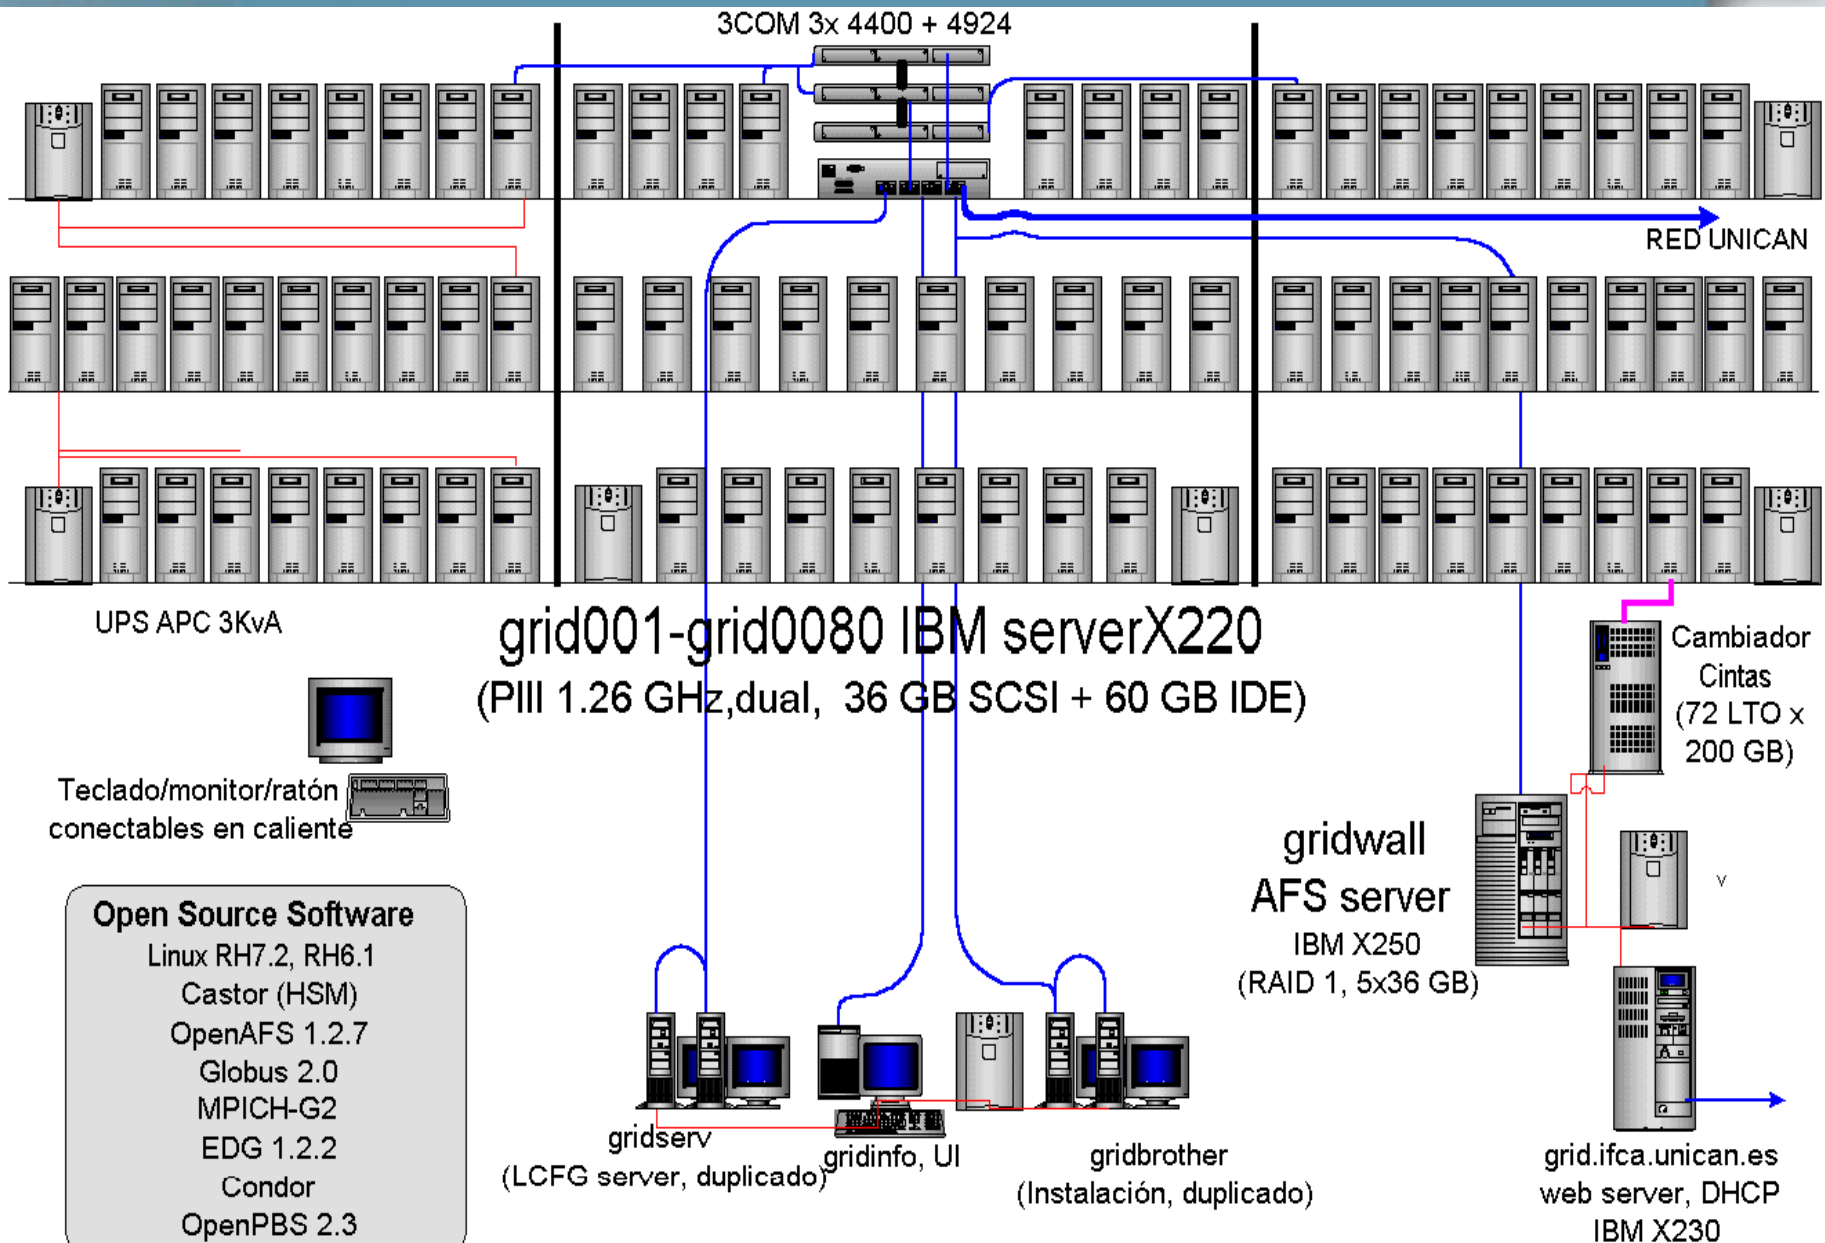 3COM 3x 4400 + 4924
RED UNICAN
UPS APC 3KvA
grid001-grid0080 IBM serverX220
(PIII 1.26 GHz,dual, 36 GB SCSI + 60 GB IDE)
Cambiador
Cintas
(72 LTO x
200 GB)
Teclado/monitor/ratón
conectables en caliente
gridwall
AFS server
IBM X250
(RAID 1, 5x36 GB)
V
Open Source Software
Linux RH7.2, RH6.1
Castor (HSM)
OpenAFS 1.2.7
Globus 2.0
MPICH-G2
EDG 1.2.2
Condor
OpenPBS 2.3
gridserv
(LCFG server, duplicado)
gridinfo, UI
gridbrother
(Instalación, duplicado)
grid.ifca.unican.es
web server, DHCP
IBM X230